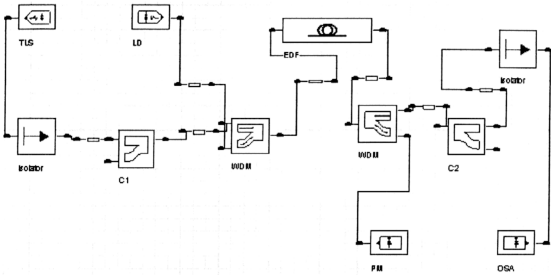 TLS
LD
EDF
Isolator
Isolator
C1
WDM
WDM
C2
PM
OSA